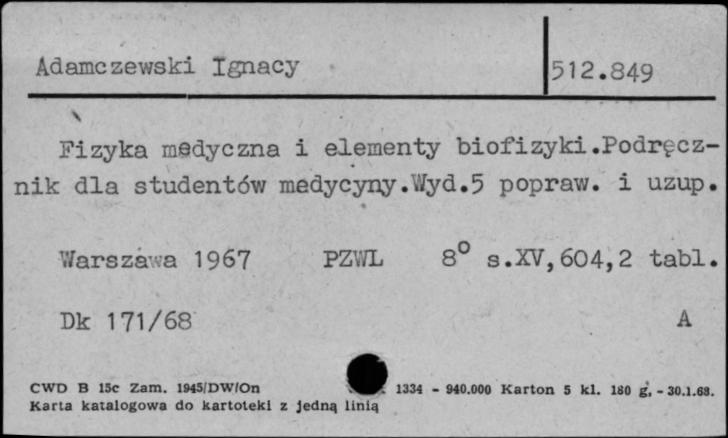 Adamczewski Ignacy 512.849
Fizyka medyczna i elementy biofizyki.Podręcz-
nik dla studentów medycyny.Wyd.5 popraw. i uzup.
Warszawa 1967 PZWL 8° s.XV,604,2 tabl.
Dk 171/68 A
CWD B 15c Zam. 1945/DW/On 1334 - 940.000 Karton 5 kl. 180 g, - 30.1.68.
Karta katalogowa do kartoteki z jedną linią